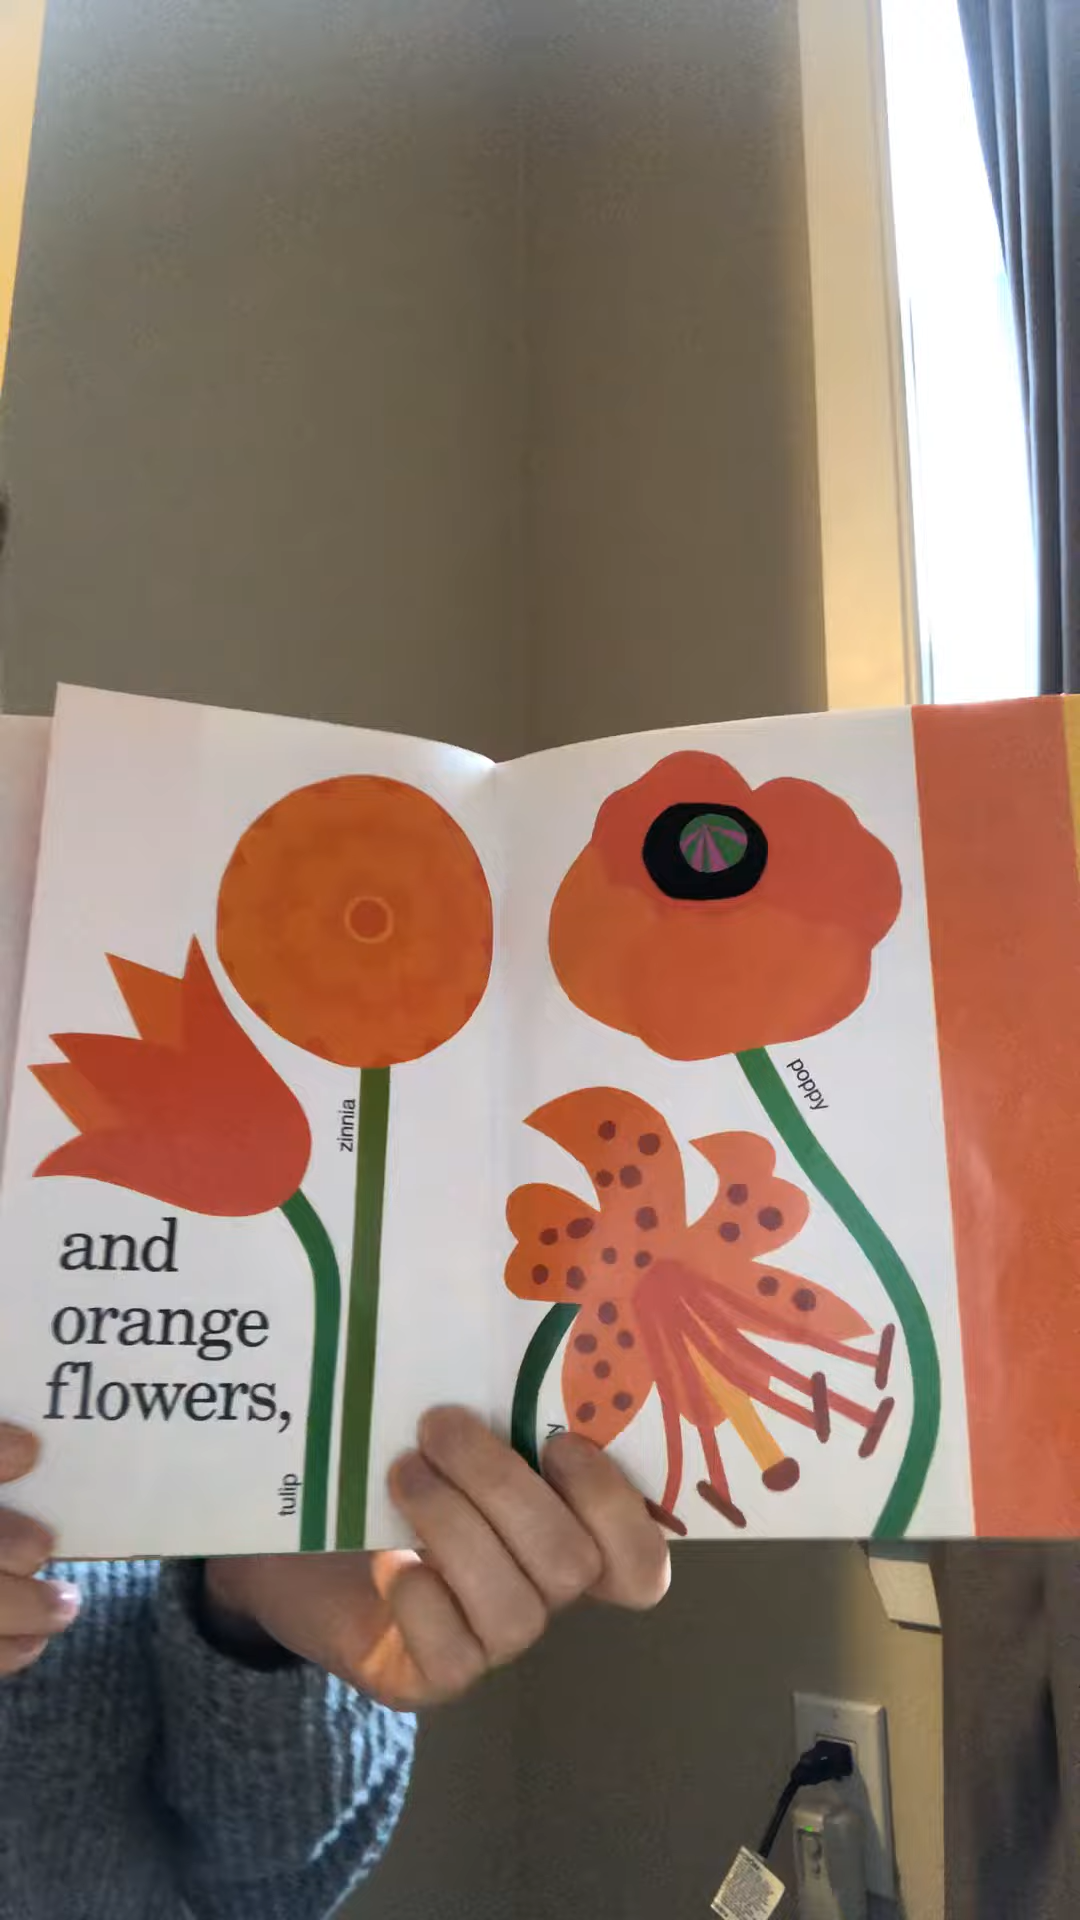 and
orange
flowers,
tulip
zinnia
poppy